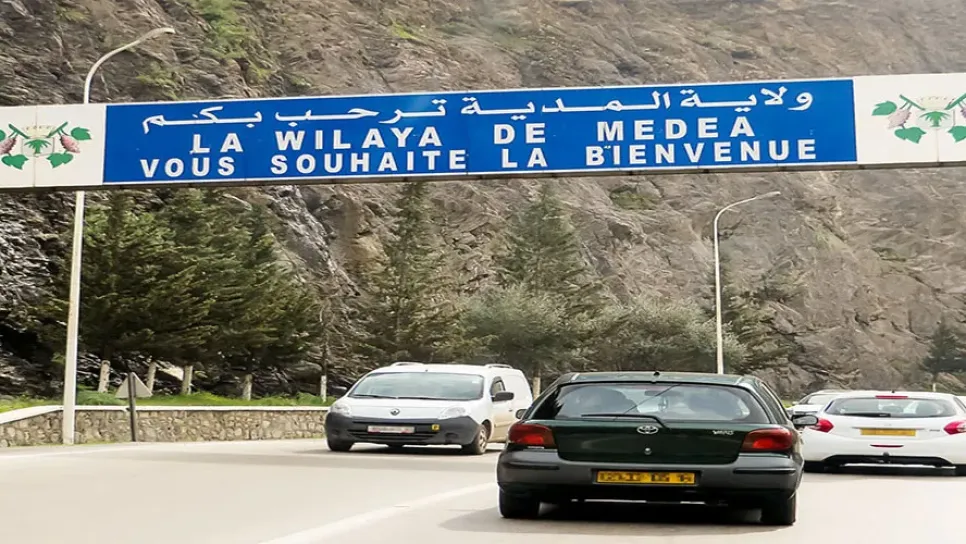 ولاية المدية ترحب بكم
LA WILAYA DE MEDEA
VOUS SOUHAITE LA BIENVENUE